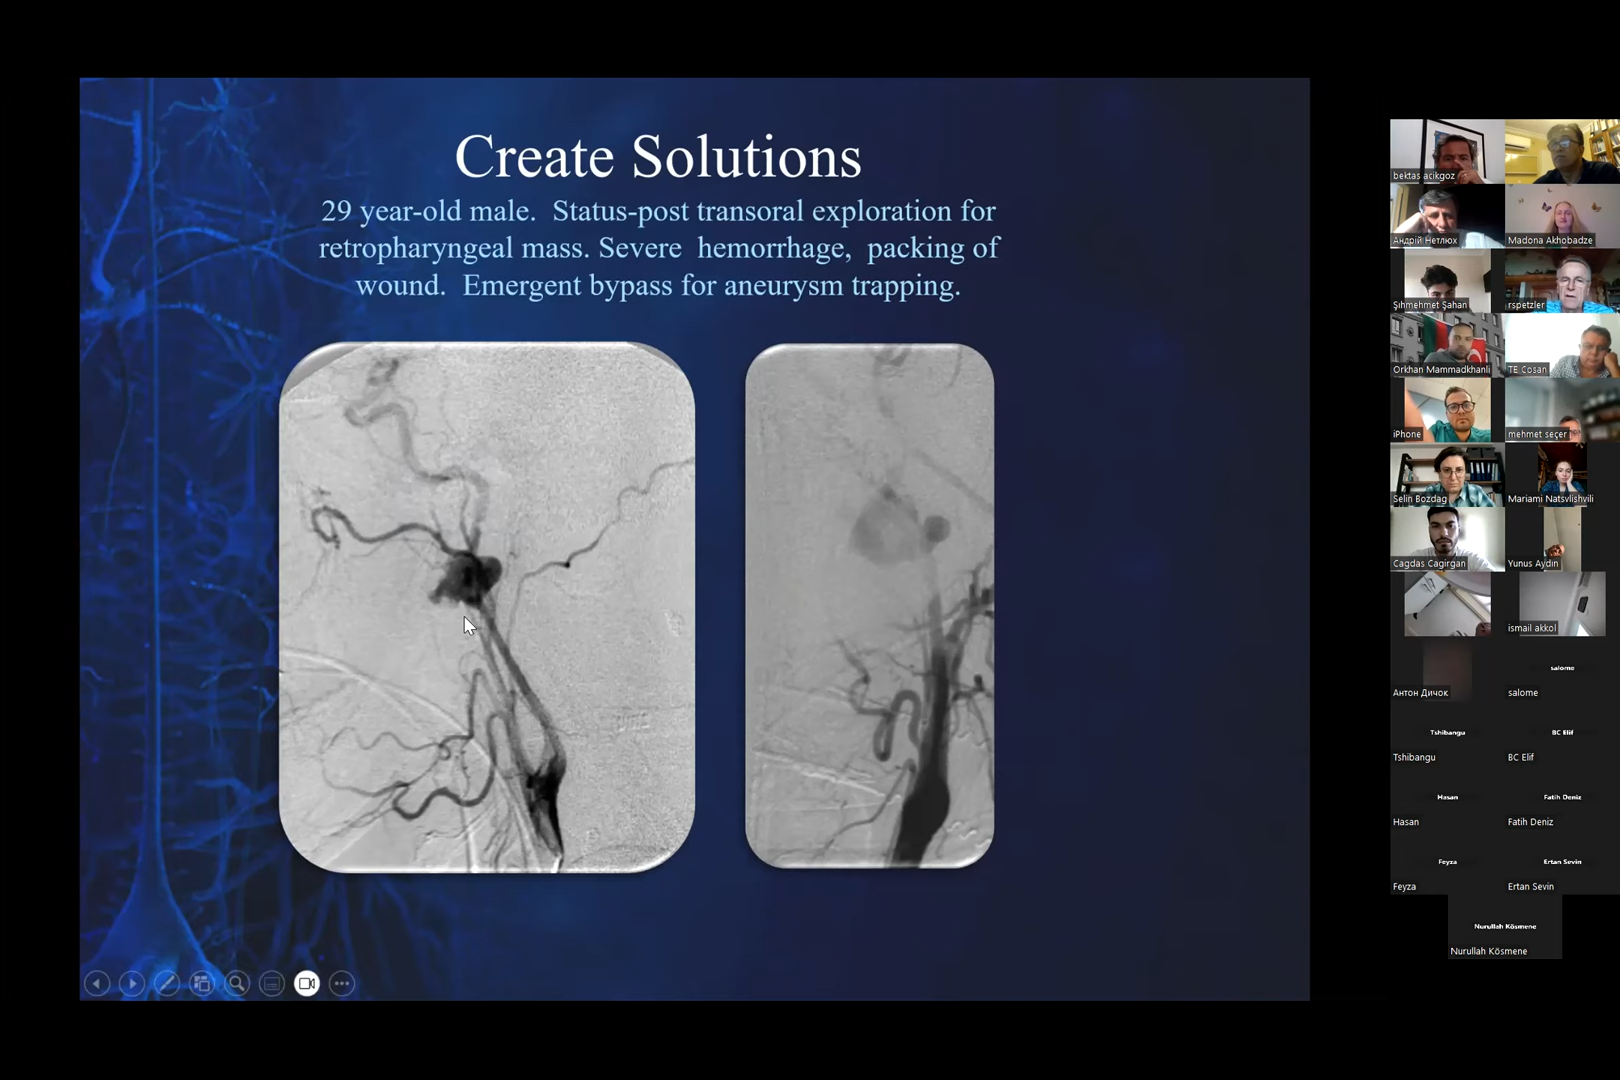 Create Solutions
29 year-old male. Status-post transoral exploration for
retropharyngeal mass. Severe hemorrhage, packing of
wound. Emergent bypass for aneurysm trapping.
bektas acikgoz
Андрій Нетлюх
Madona Akhobadze
Şıhmehmet Şahan
rspetzler
Orkhan Mammadkhanli
TE Cosan
iPhone
mehmet seçer
Selin Bozdag
Mariami Natsvlishvili
Cagdas Cagirgan
Yunus Aydın
ismail akkol
Антон Дичок
salome
salome
Tshibangu
Tshibangu
BC Elif
BC Elif
Hasan
Hasan
Fatih Deniz
Fatih Deniz
Feyza
Feyza
Ertan Sevin
Ertan Sevin
Nurullah Kösmene
Nurullah Kösmene